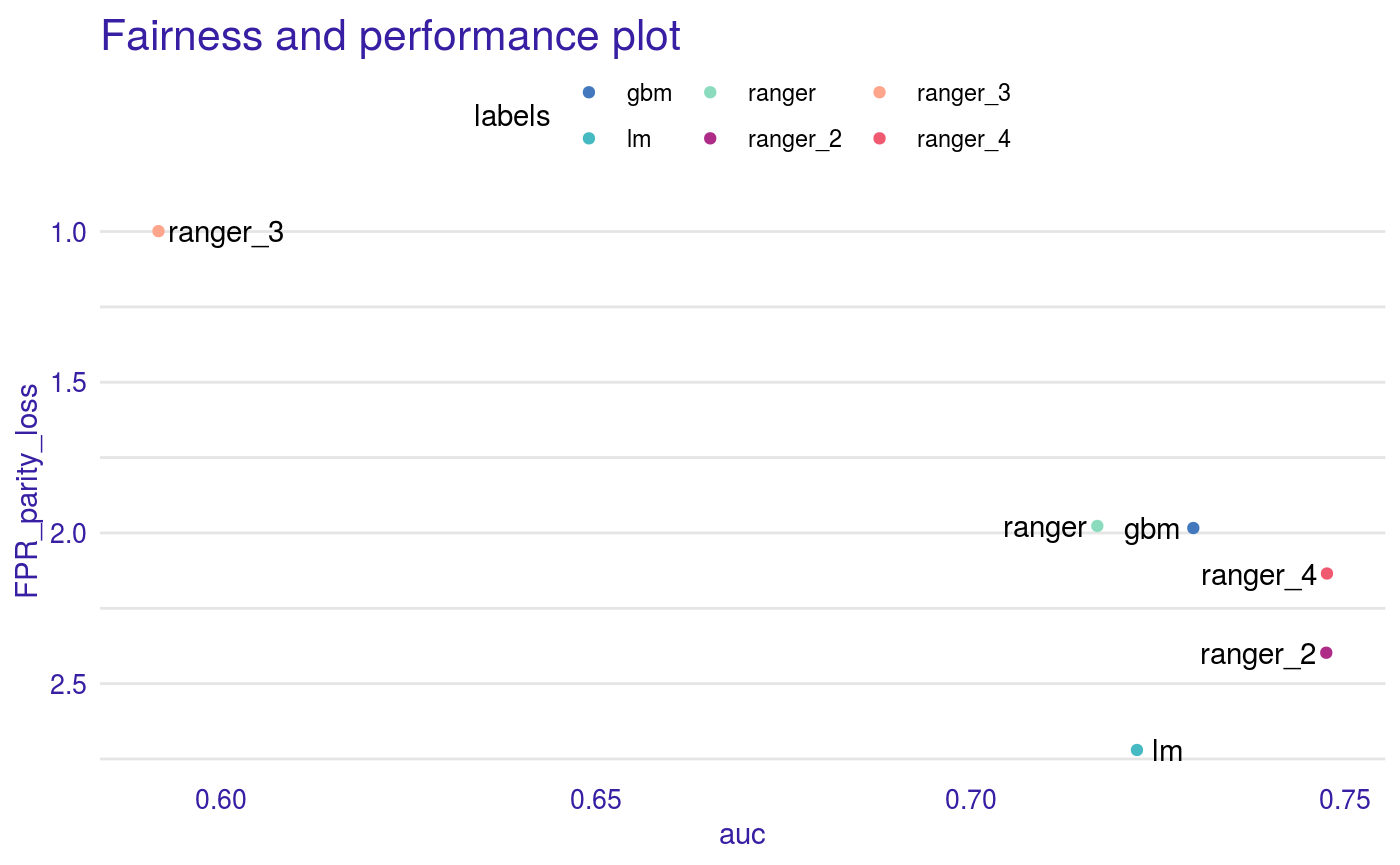 Fairness and performance plot
labels
gbm
ranger
ranger_3
lm
ranger_2
ranger_4
FPR_parity_loss
1.0
1.5
2.0
2.5
ranger_3
ranger
gbm
ranger_4
ranger_2
lm
0.60
0.65
0.70
0.75
auc